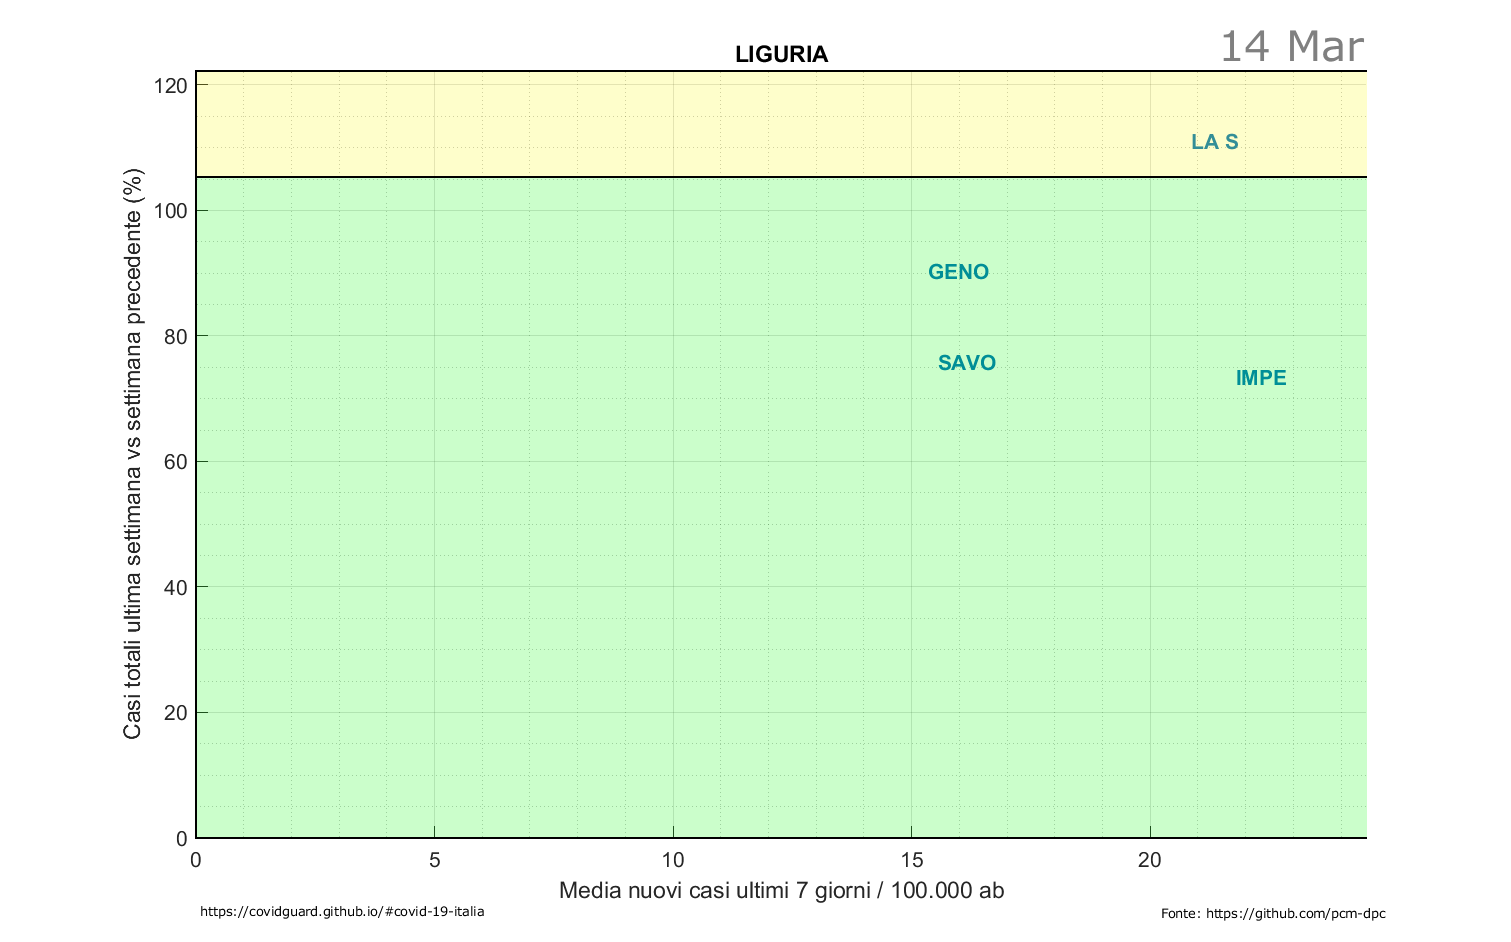 14 Mar
LIGURIA
120
100
80
60
40
20
0
Casi totali ultima settimana vs settimana precedente (%)
LA S
GENO
SAVO
IMPE
0 5 10 15 20
Media nuovi casi ultimi 7 giorni / 100.000 ab
https://covidguard.github.io/#covid-19-italia
Fonte: https://github.com/pcm-dpc